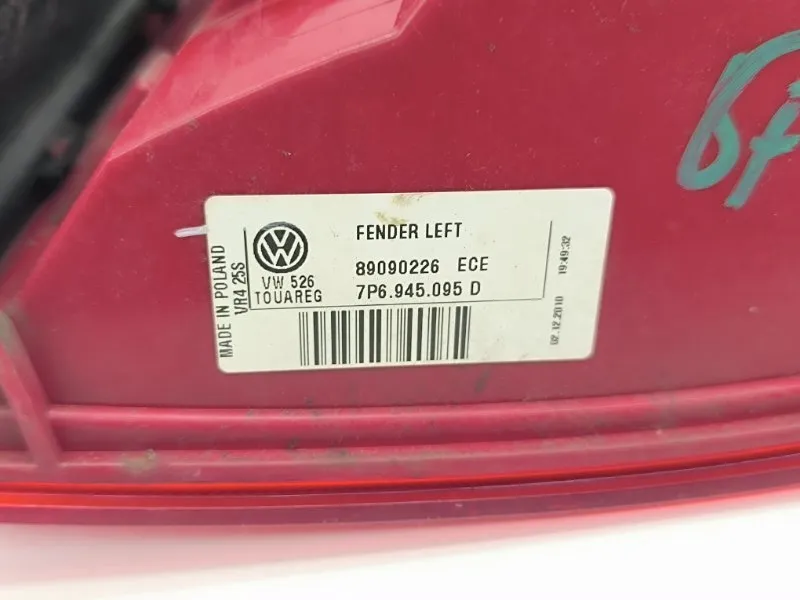 FENDER LEFT
89090226 ECE
7P6.945.095 D
VW 526
TOUAREG
MADE IN POLAND
VR4 25S
02.12.2010 19:49:32